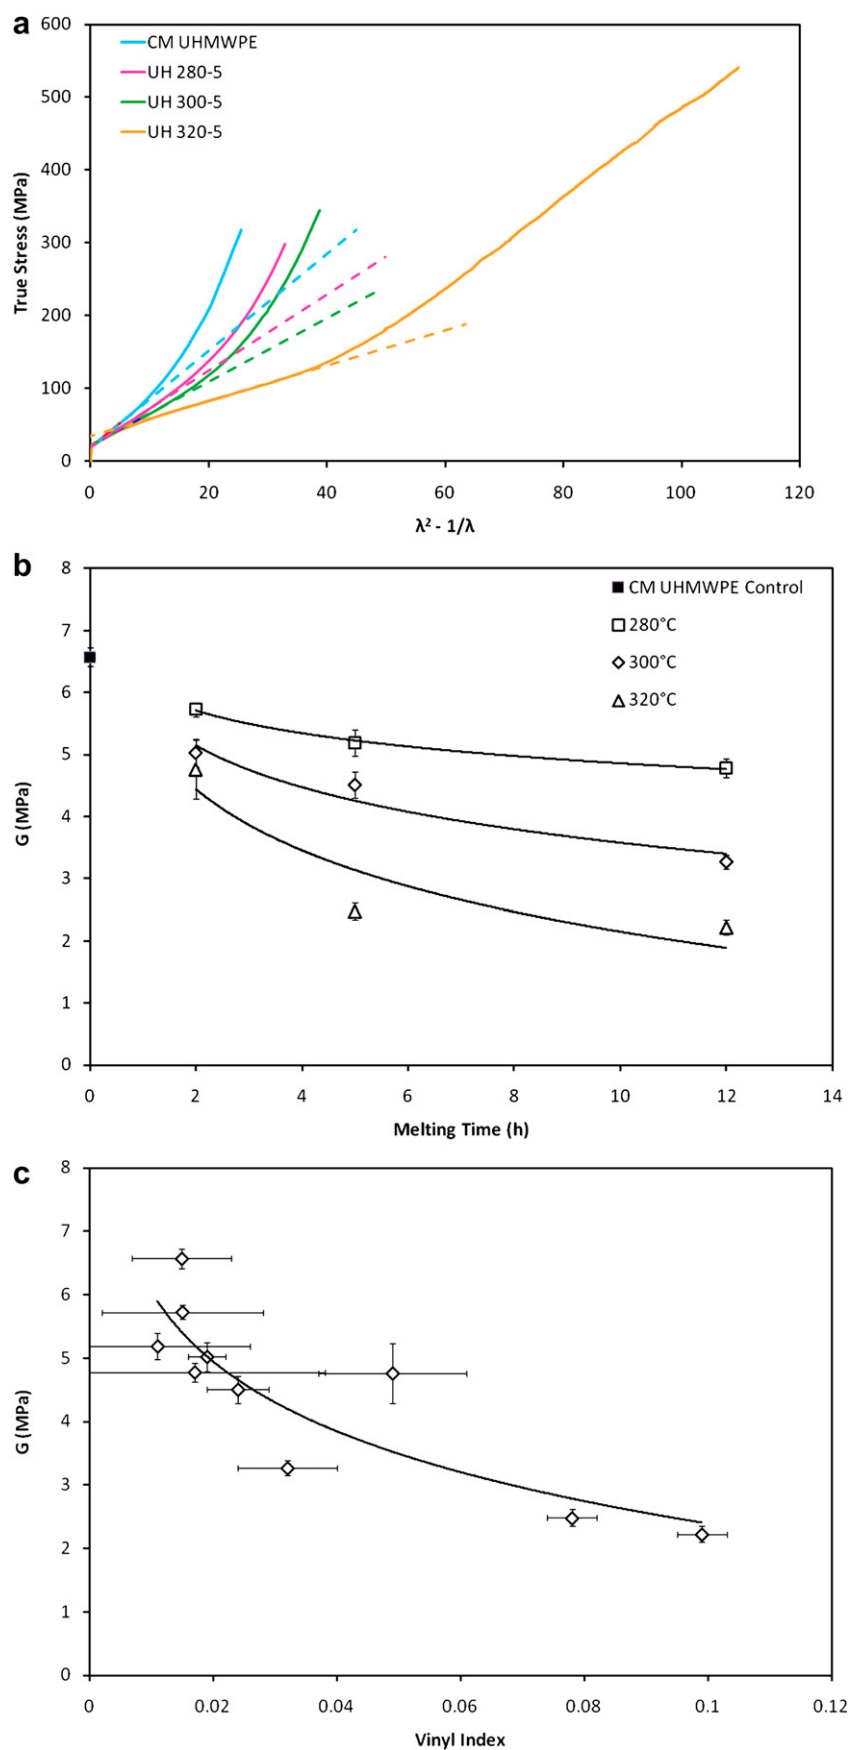 a
600
500
400
300
200
100
0
True Stress (MPa)
CM UHMWPE
UH 280-5
UH 300-5
UH 320-5
0 20 40 60 80 100 120
λ² - 1/λ
b
8
7
6
5
4
3
2
1
0
G (MPa)
CM UHMWPE Control
280°C
300°C
320°C
0 2 4 6 8 10 12 14
Melting Time (h)
c
8
7
6
5
4
3
2
1
0
G (MPa)
0 0.02 0.04 0.06 0.08 0.1 0.12
Vinyl Index